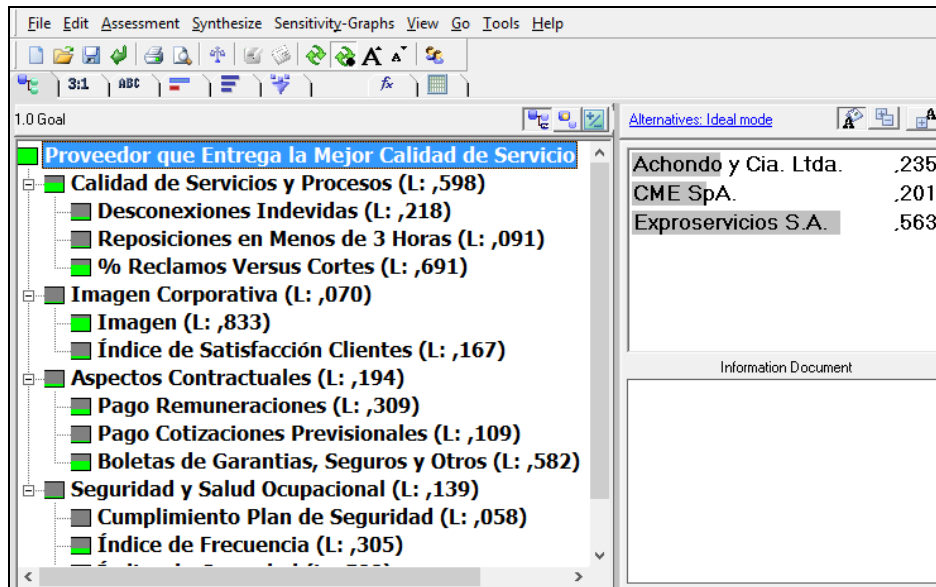 File Edit Assessment Synthesize Sensitivity-Graphs View Go Tools Help
3:1 ABC fx
1.0 Goal
Alternatives: Ideal mode
Proveedor que Entrega la Mejor Calidad de Servicio
Calidad de Servicios y Procesos (L: ,598)
Desconexiones Indevidas (L: ,218)
Reposiciones en Menos de 3 Horas (L: ,091)
% Reclamos Versus Cortes (L: ,691)
Imagen Corporativa (L: ,070)
Imagen (L: ,833)
Índice de Satisfacción Clientes (L: ,167)
Aspectos Contractuales (L: ,194)
Pago Remuneraciones (L: ,309)
Pago Cotizaciones Previsionales (L: ,109)
Boletas de Garantias, Seguros y Otros (L: ,582)
Seguridad y Salud Ocupacional (L: ,139)
Cumplimiento Plan de Seguridad (L: ,058)
Índice de Frecuencia (L: ,305)
Achondo y Cia. Ltda. ,235
CME SpA. ,201
Exproservicios S.A. ,563
Information Document